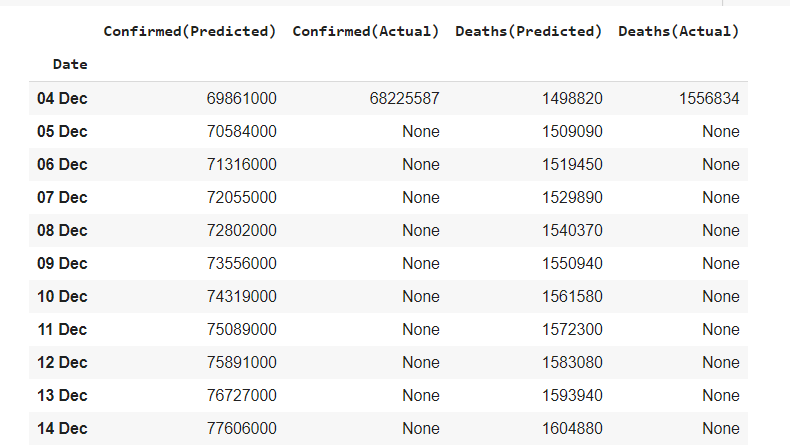 Confirmed(Predicted) Confirmed(Actual) Deaths(Predicted) Deaths(Actual)
Date
04 Dec 69861000 68225587 1498820 1556834
05 Dec 70584000 None 1509090 None
06 Dec 71316000 None 1519450 None
07 Dec 72055000 None 1529890 None
08 Dec 72802000 None 1540370 None
09 Dec 73556000 None 1550940 None
10 Dec 74319000 None 1561580 None
11 Dec 75089000 None 1572300 None
12 Dec 75891000 None 1583080 None
13 Dec 76727000 None 1593940 None
14 Dec 77606000 None 1604880 None